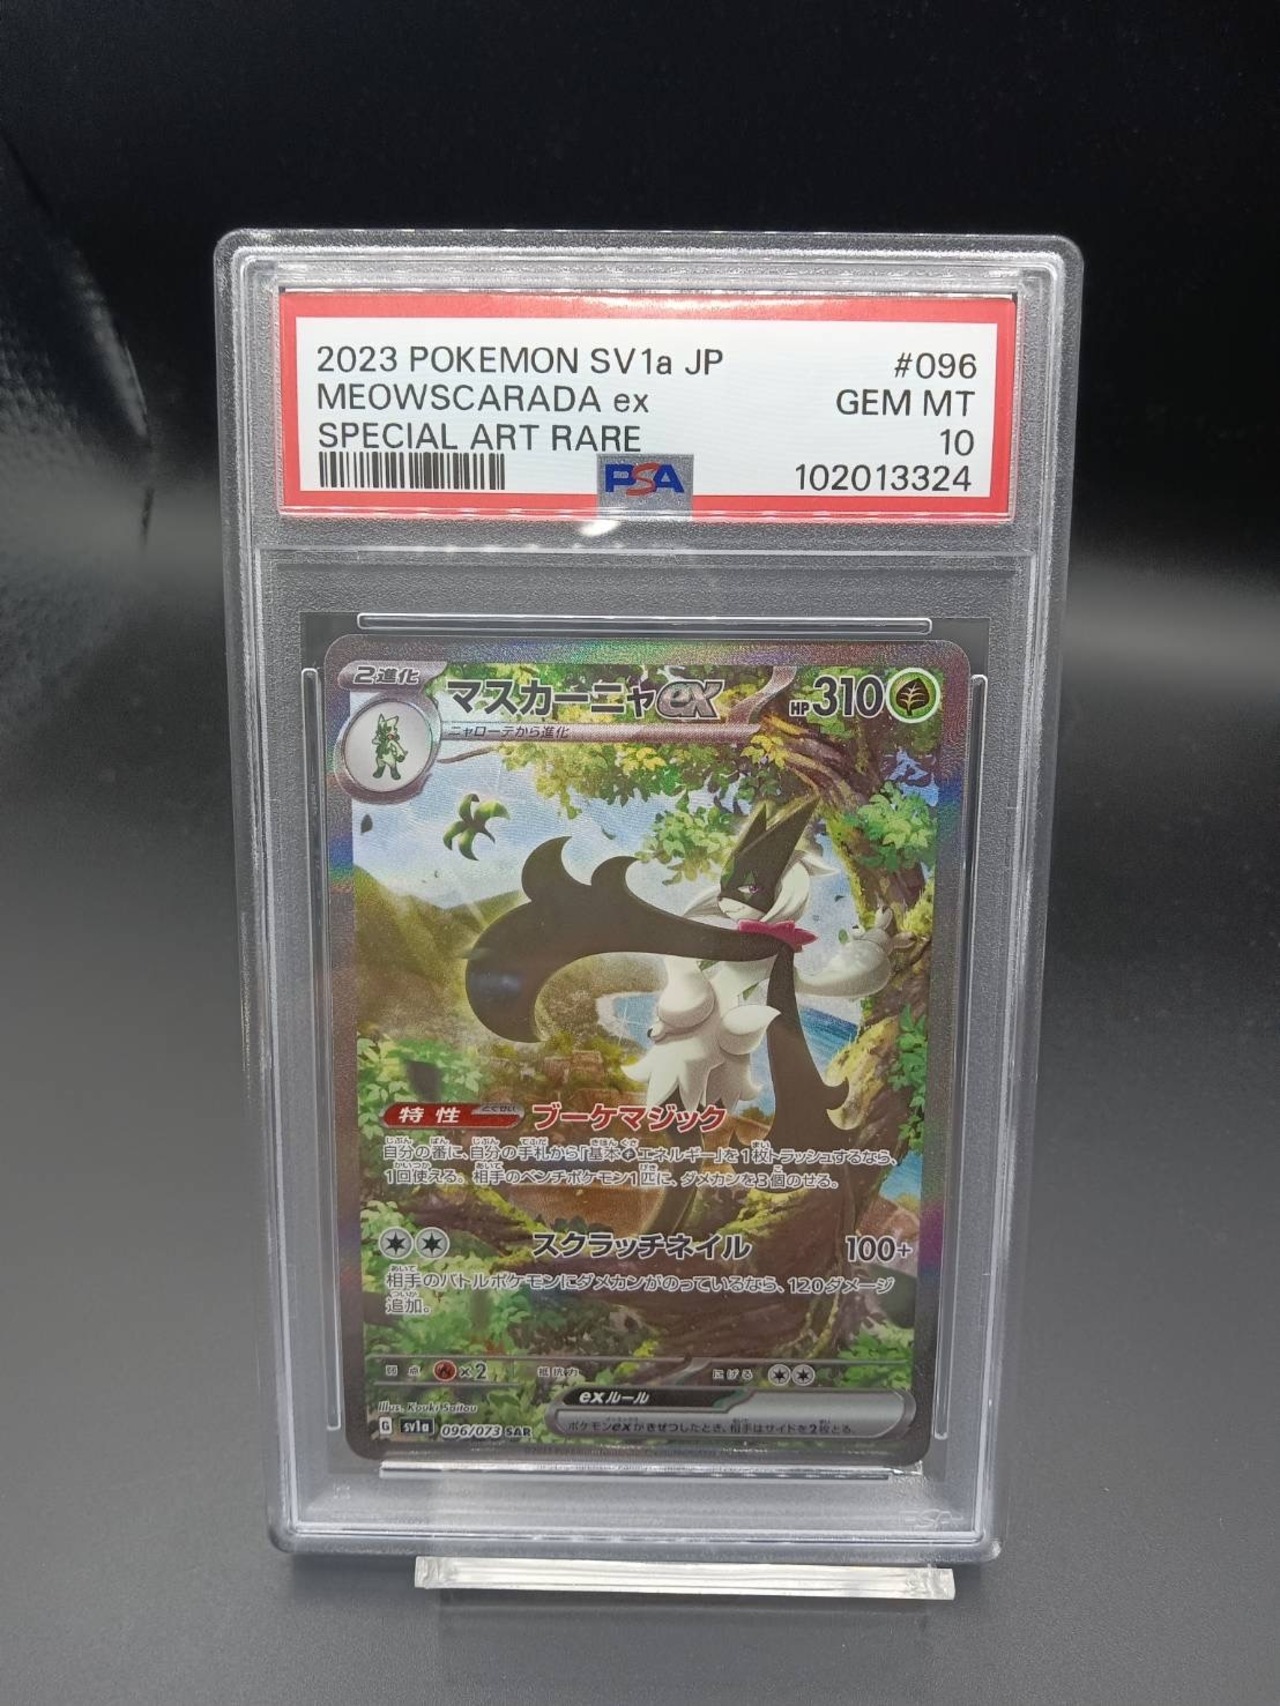 2023 POKEMON SV1a JP #096
MEOWSCARADA ex GEM MT
SPECIAL ART RARE 10
PSA 102013324
2進化
マスカーニャex HP310
ニャローテから進化
特性 とくせい ブーケマジック
自分の番に、自分の手札から「基本エネルギー」を1枚トラッシュするなら、
1回使える。相手のベンチポケモン1匹に、ダメカンを3個のせる。
スクラッチネイル 100+
相手のバトルポケモンにダメカンがのっているなら、120ダメージ
追加。
弱点 ×2 抵抗力 にげる
exルール
ポケモンexがきぜつしたとき、相手はサイドを2枚とる。
Illus. Kouki Saitou
G sv1a 096/073 SAR